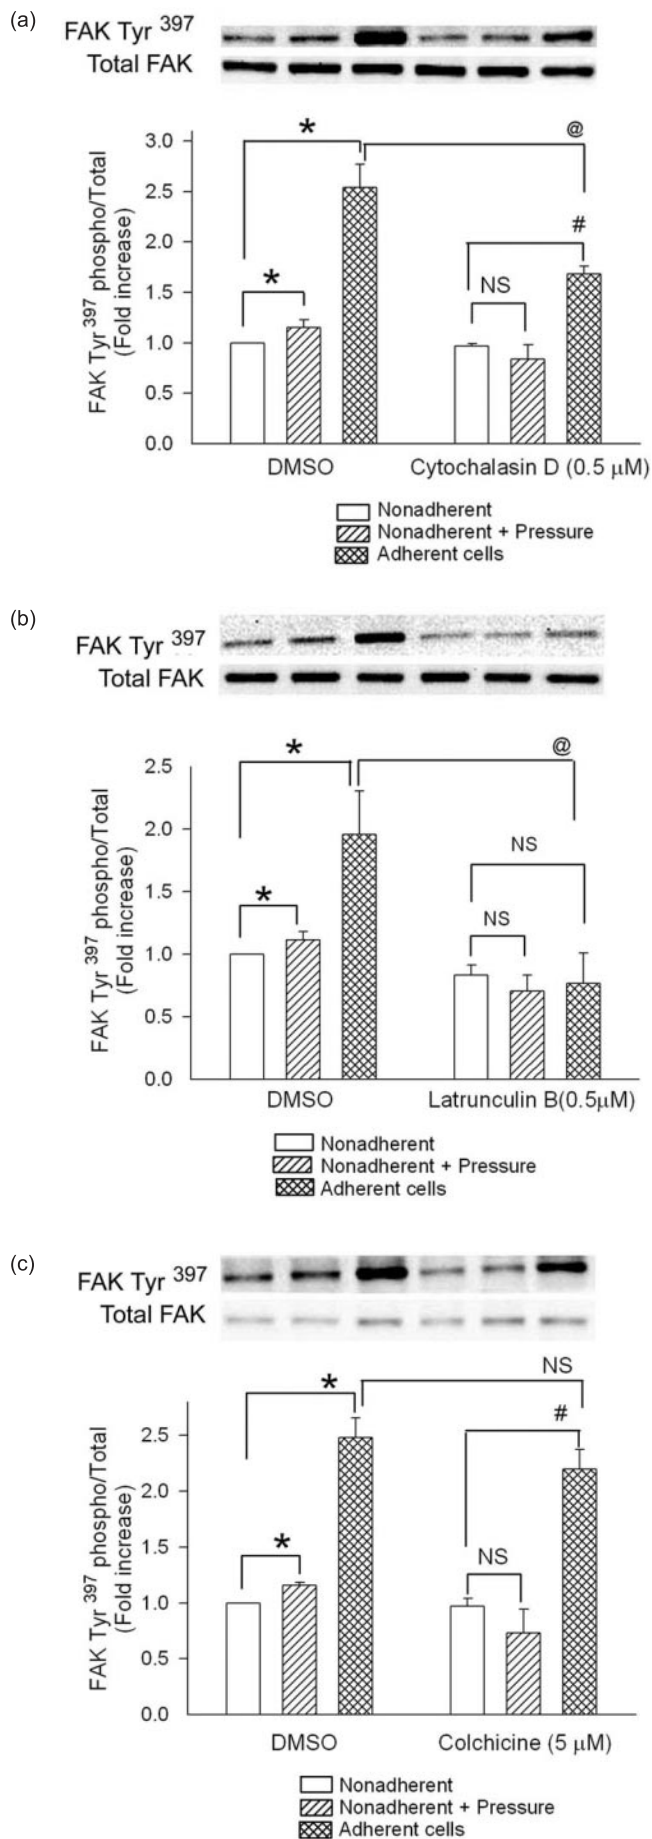 (a)
FAK Tyr 397
Total FAK
FAK Tyr 397 phospho/Total
(Fold increase)
3.0
2.5
2.0
1.5
1.0
0.5
0.0
*
*
@
#
NS
DMSO
Cytochalasin D (0.5 μM)
Nonadherent
Nonadherent + Pressure
Adherent cells
(b)
FAK Tyr 397
Total FAK
FAK Tyr 397 phospho/Total
(Fold increase)
2.5
2.0
1.5
1.0
0.5
0.0
*
*
@
NS
NS
DMSO
Latrunculin B(0.5μM)
Nonadherent
Nonadherent + Pressure
Adherent cells
(c)
FAK Tyr 397
Total FAK
FAK Tyr 397 phospho/Total
(Fold increase)
2.5
2.0
1.5
1.0
0.5
0.0
*
*
NS
#
NS
DMSO
Colchicine (5 μM)
Nonadherent
Nonadherent + Pressure
Adherent cells